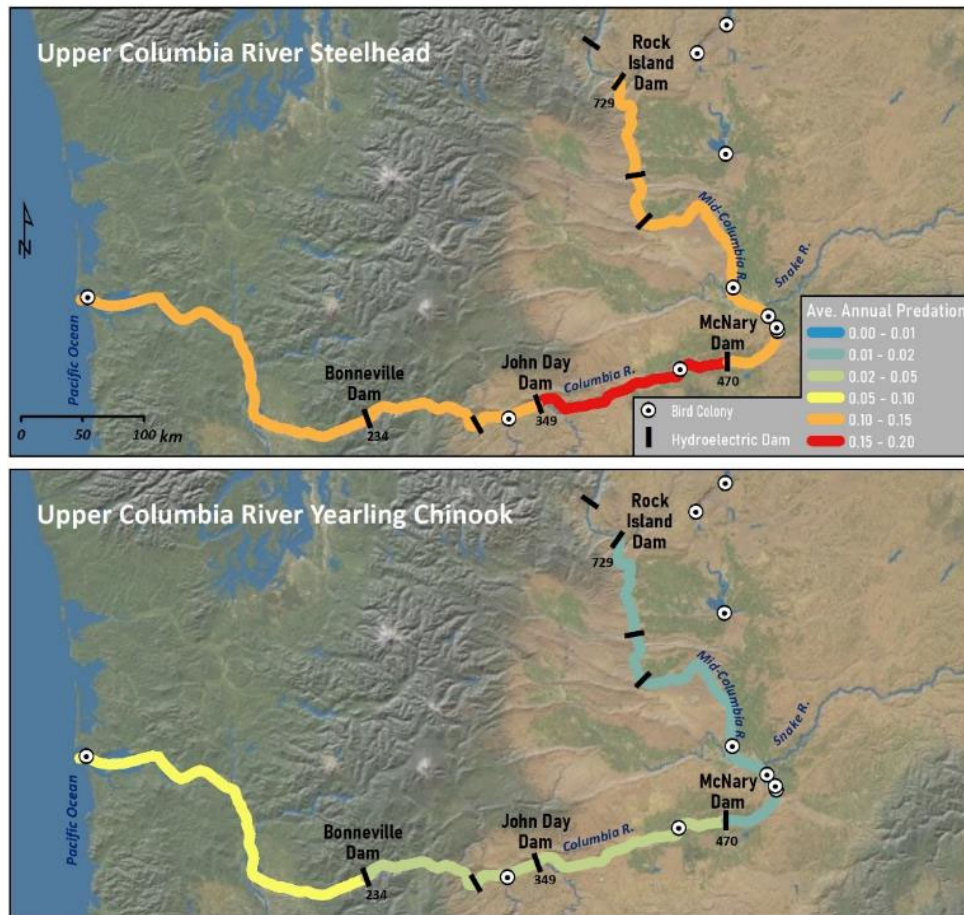 Upper Columbia River Steelhead
Rock
Island
Dam
729
Mid-Columbia R.
Snake R.
N
Pacific Ocean
McNary
Dam
470
Bonneville
Dam
234
John Day
Dam
349
Columbia R.
0 50 100 km
Ave. Annual Predation
0.00 - 0.01
0.01 - 0.02
0.02 - 0.05
0.05 - 0.10
0.10 - 0.15
0.15 - 0.20
Bird Colony
Hydroelectric Dam
Upper Columbia River Yearling Chinook
Rock
Island
Dam
729
Mid-Columbia R
Snake R.
Pacific Ocean
McNary
Dam
470
Bonneville
Dam
234
John Day
Dam
349
Columbia R.